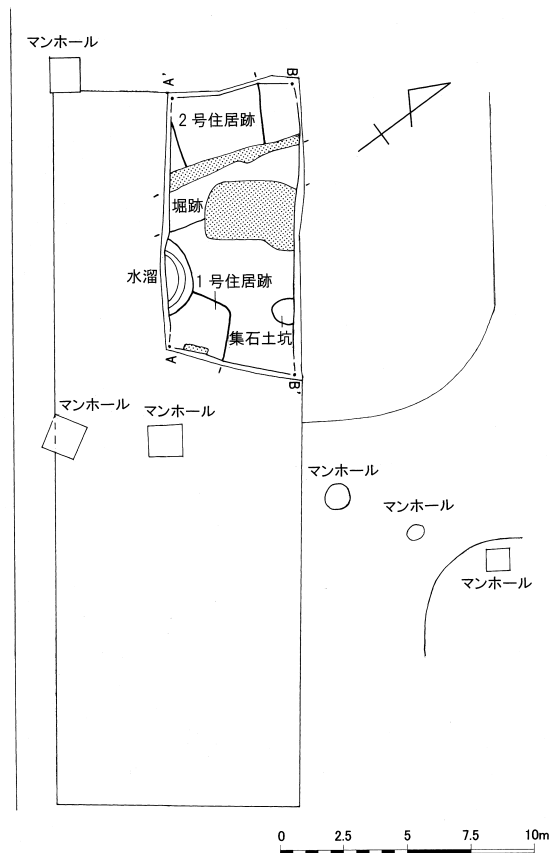 マンホール
A'
B
2号住居跡
堀跡
水溜
1号住居跡
集石土坑
A
B'
マンホール
マンホール
マンホール
マンホール
マンホール
0 2.5 5 7.5 10m